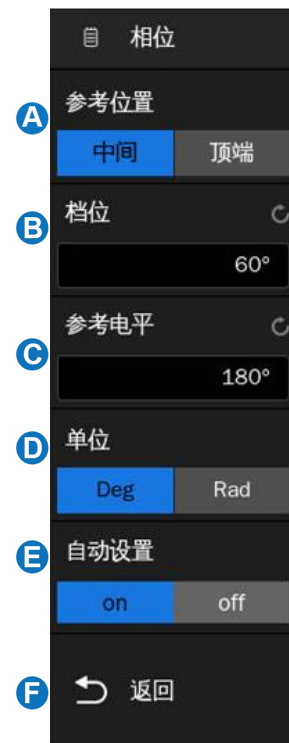 相位
A
参考位置
中间 顶端
B
档位
60°
参考电平
C
180°
D
单位
Deg Rad
E
自动设置
on off
F
返回